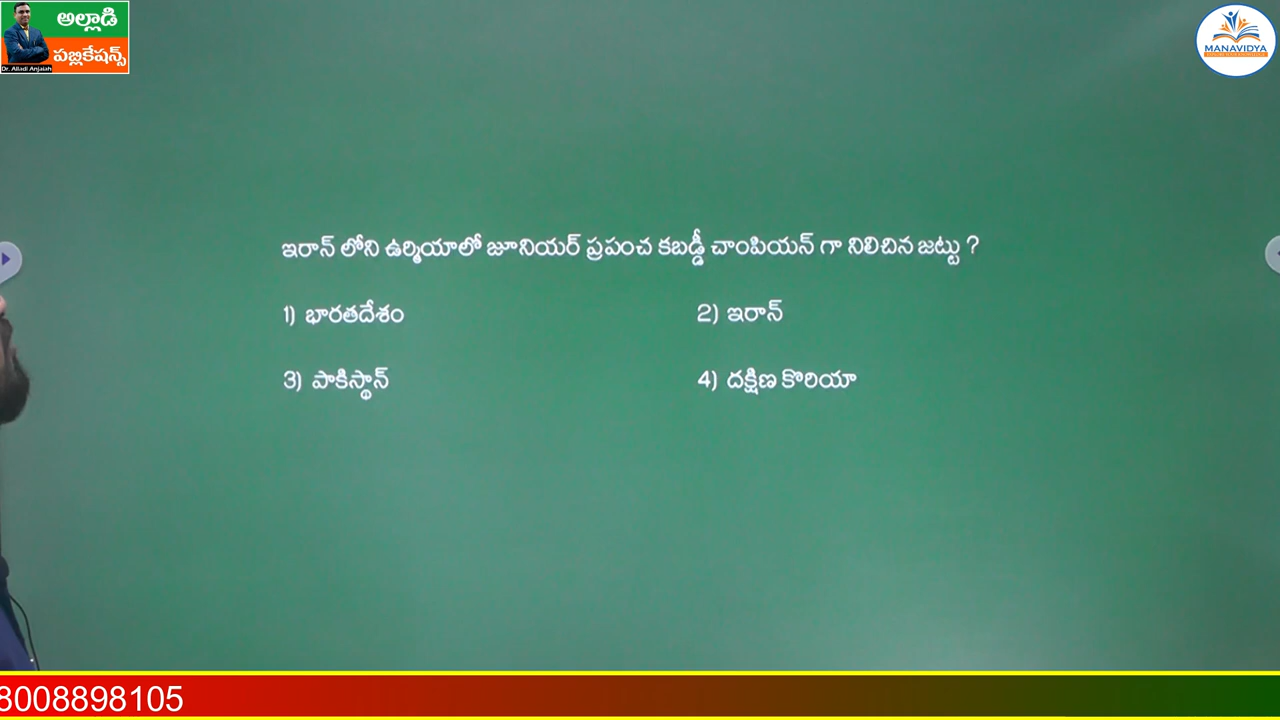 అల్లాడి
పబ్లికేషన్స్
Dr. Alladi Anjaiah
MANAVIDYA
ఇరాన్ లోని ఉర్మియాలో జూనియర్ ప్రపంచ కబడ్డీ చాంపియన్ గా నిలిచిన జట్టు ?
1) భారతదేశం
2) ఇరాన్
3) పాకిస్థాన్
4) దక్షిణ కొరియా
8008898105